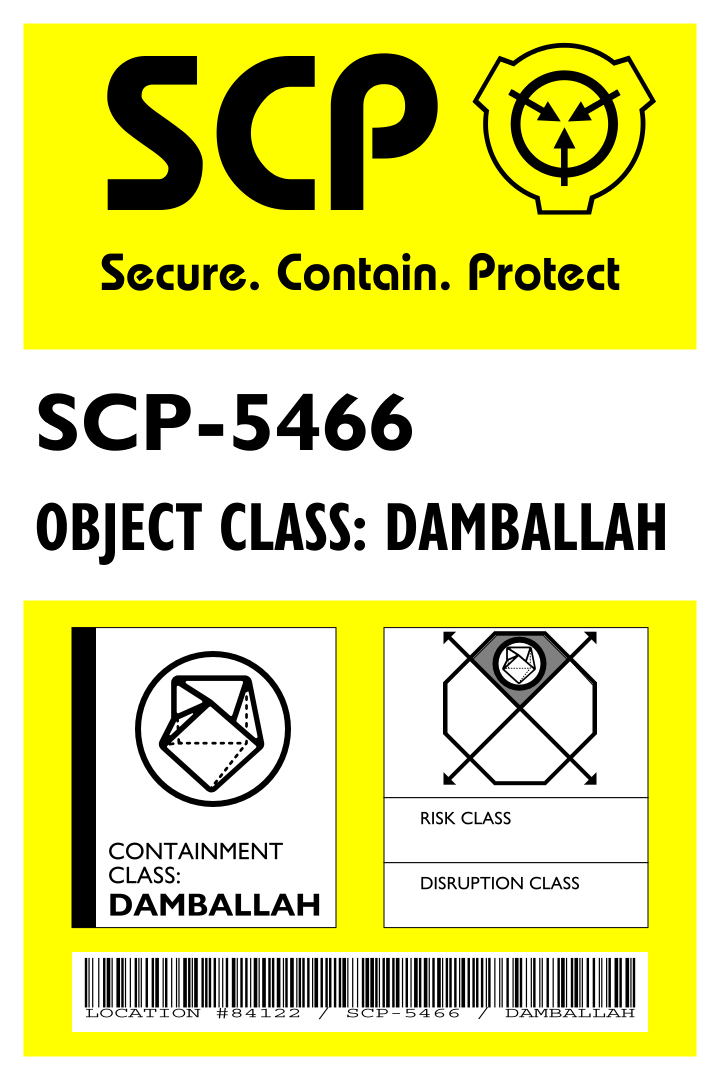 SCP
Secure. Contain. Protect
SCP-5466
OBJECT CLASS: DAMBALLAH
CONTAINMENT
CLASS:
DAMBALLAH
RISK CLASS
DISRUPTION CLASS
LOCATION #84122 / SCP-5466 / DAMBALLAH